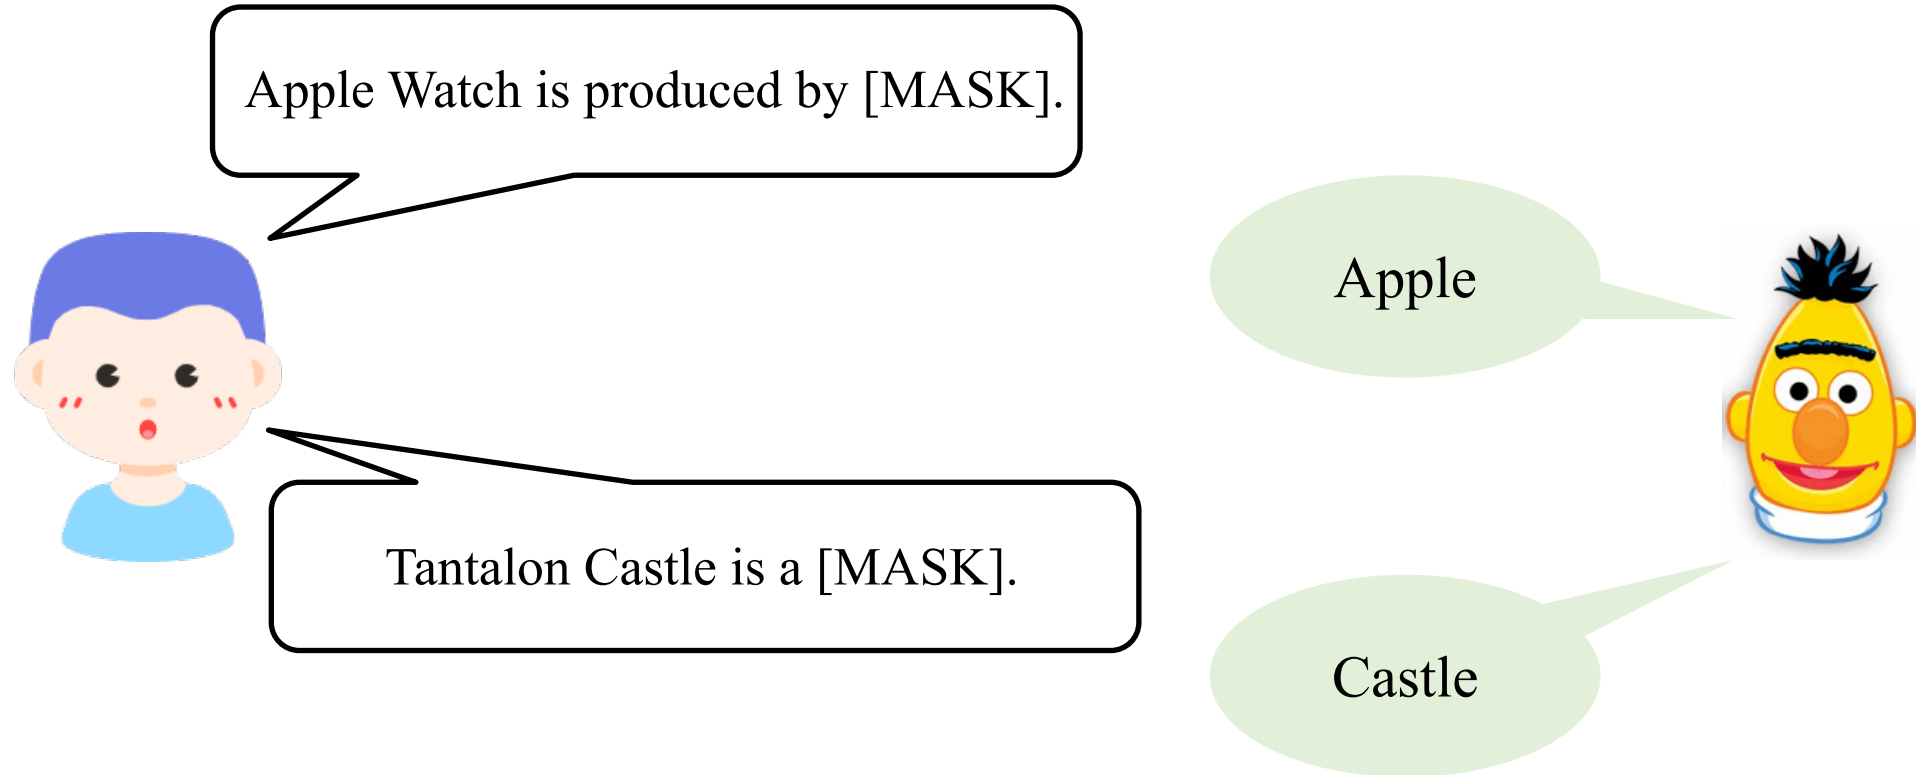 Apple Watch is produced by [MASK].
Apple
Tantalon Castle is a [MASK].
Castle